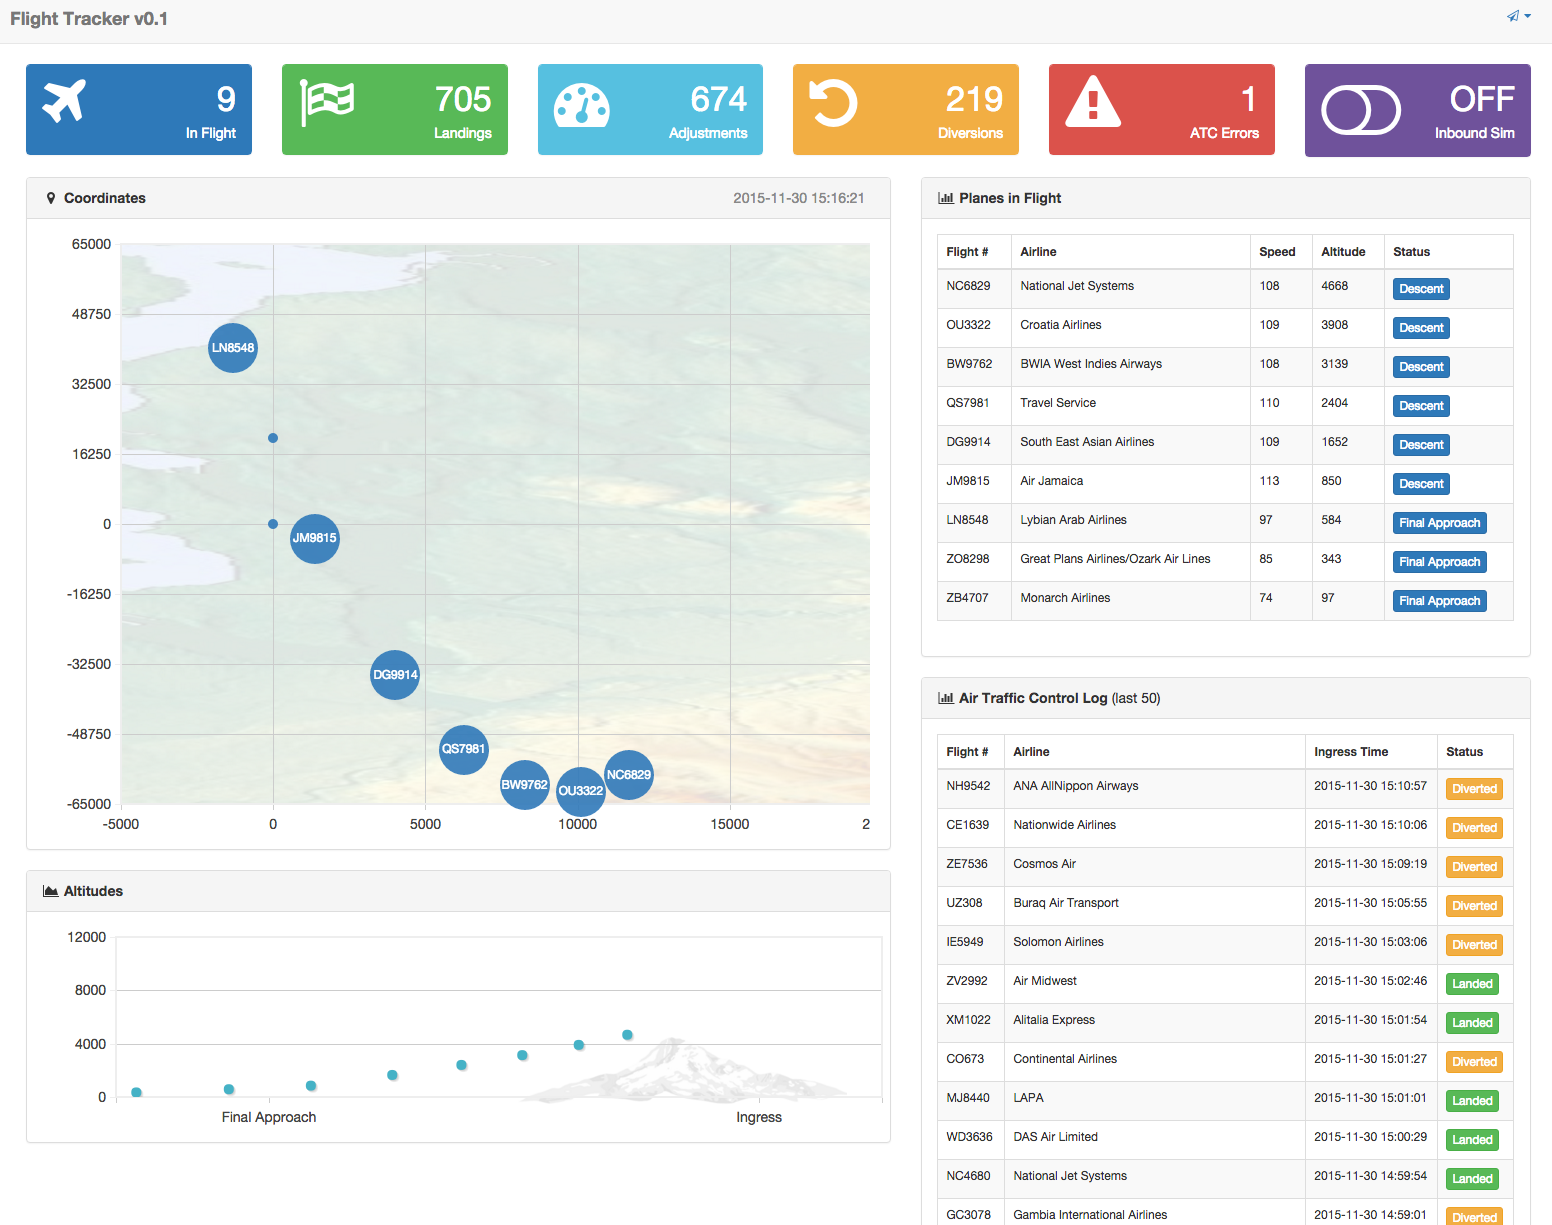 Flight Tracker v0.1
9
In Flight
705
Landings
674
Adjustments
219
Diversions
1
ATC Errors
OFF
Inbound Sim
Coordinates 2015-11-30 15:16:21
65000
48750
32500
16250
0
-16250
-32500
-48750
-65000
-5000 0 5000 10000 15000 2
LN8548
JM9815
DG9914
QS7981
BW9762
OU3322
NC6829
Altitudes
12000
8000
4000
0
Final Approach Ingress
Planes in Flight
Flight # Airline Speed Altitude Status
NC6829 National Jet Systems 108 4668 Descent
OU3322 Croatia Airlines 109 3908 Descent
BW9762 BWIA West Indies Airways 108 3139 Descent
QS7981 Travel Service 110 2404 Descent
DG9914 South East Asian Airlines 109 1652 Descent
JM9815 Air Jamaica 113 850 Descent
LN8548 Lybian Arab Airlines 97 584 Final Approach
ZO8298 Great Plans Airlines/Ozark Air Lines 85 343 Final Approach
ZB4707 Monarch Airlines 74 97 Final Approach
Air Traffic Control Log (last 50)
Flight # Airline Ingress Time Status
NH9542 ANA AllNippon Airways 2015-11-30 15:10:57 Diverted
CE1639 Nationwide Airlines 2015-11-30 15:10:06 Diverted
ZE7536 Cosmos Air 2015-11-30 15:09:19 Diverted
UZ308 Buraq Air Transport 2015-11-30 15:05:55 Diverted
IE5949 Solomon Airlines 2015-11-30 15:03:06 Diverted
ZV2992 Air Midwest 2015-11-30 15:02:46 Landed
XM1022 Alitalia Express 2015-11-30 15:01:54 Landed
CO673 Continental Airlines 2015-11-30 15:01:27 Diverted
MJ8440 LAPA 2015-11-30 15:01:01 Landed
WD3636 DAS Air Limited 2015-11-30 15:00:29 Landed
NC4680 National Jet Systems 2015-11-30 14:59:54 Landed
GC3078 Gambia International Airlines 2015-11-30 14:59:01 Diverted